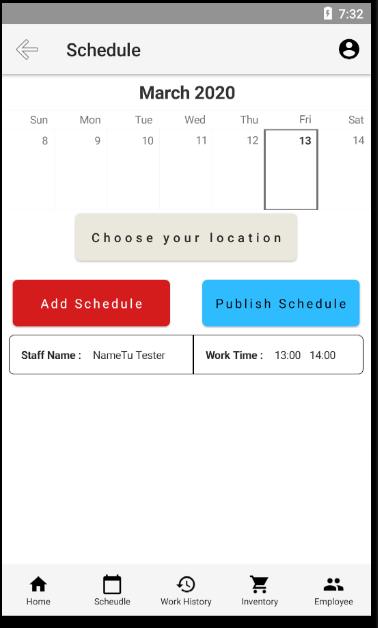 7:32
Schedule
March 2020
Sun Mon Tue Wed Thu Fri Sat
8 9 10 11 12 13 14
Choose your location
Add Schedule Publish Schedule
Staff Name : NameTu Tester Work Time : 13:00 14:00
Home Scheudle Work History Inventory Employee